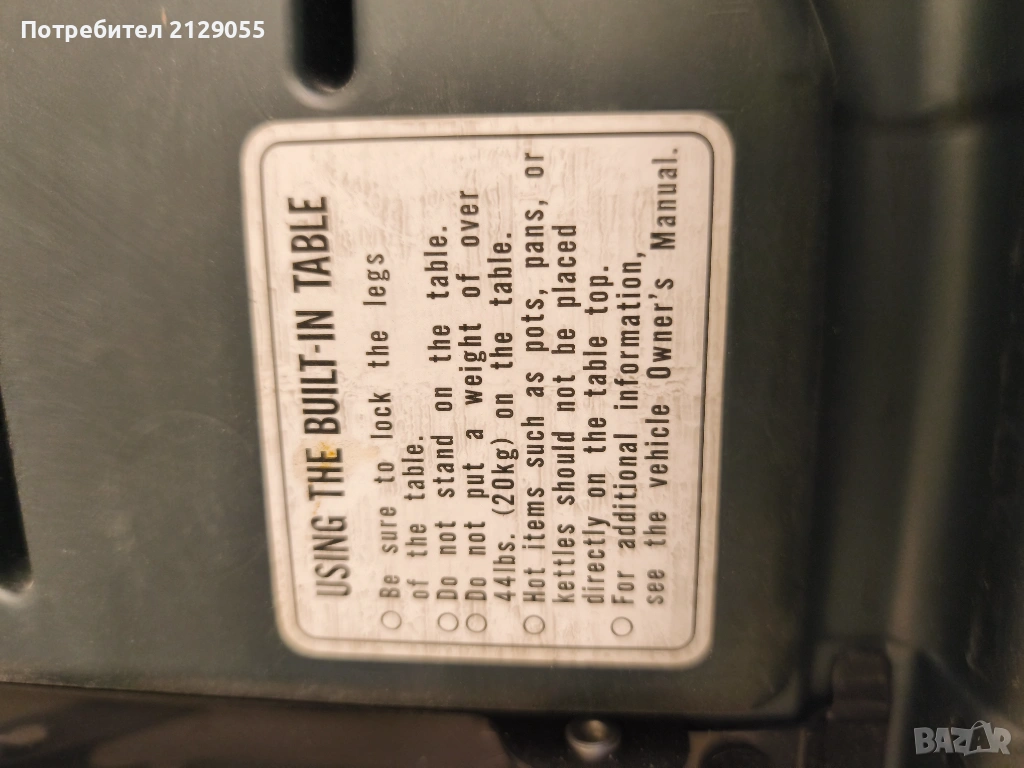 Потребител 2129055
USING THE BUILT-IN TABLE
○ Be sure to lock the legs
of the table.
○ Do not stand on the table.
○ Do not put a weight of over
44lbs. (20kg) on the table.
○ Hot items such as pots, pans, or
kettles should not be placed
directly on the table top.
○ For additional information,
see the vehicle Owner's Manual.
BAZAR